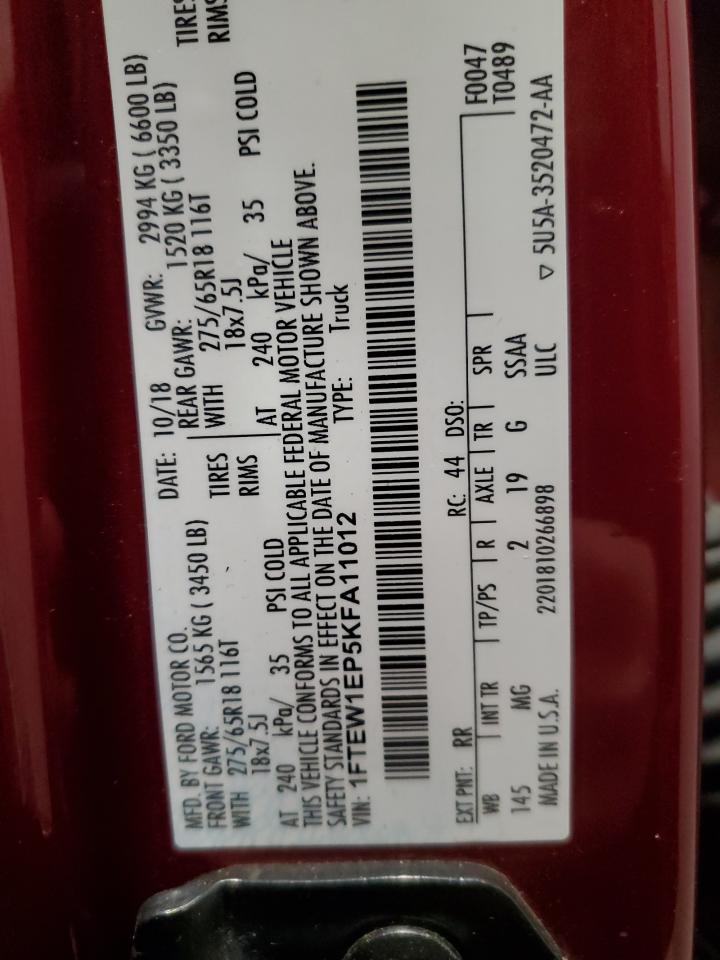 MFD. BY FORD MOTOR CO.
DATE: 10/18 GVWR: 2994 KG ( 6600 LB)
FRONT GAWR: 1565 KG ( 3450 LB)
REAR GAWR: 1520 KG ( 3350 LB)
WITH 275/65R18 116T TIRES
WITH 275/65R18 116T TIRES
18x7.5J RIMS
18x7.5J RIMS
AT 240 kPa/ 35 PSI COLD
AT 240 kPa/ 35 PSI COLD
THIS VEHICLE CONFORMS TO ALL APPLICABLE FEDERAL MOTOR VEHICLE
SAFETY STANDARDS IN EFFECT ON THE DATE OF MANUFACTURE SHOWN ABOVE.
VIN: 1FTEW1EP5KFA11012 TYPE: Truck
EXT PNT: RR RC: 44 DSO: F0047
WB INT TR TP/PS R AXLE TR SPR T0489
145 MG 2 19 G SSAA
MADE IN U.S.A. 2201810266898 ULC ▽ 5U5A-3520472-AA